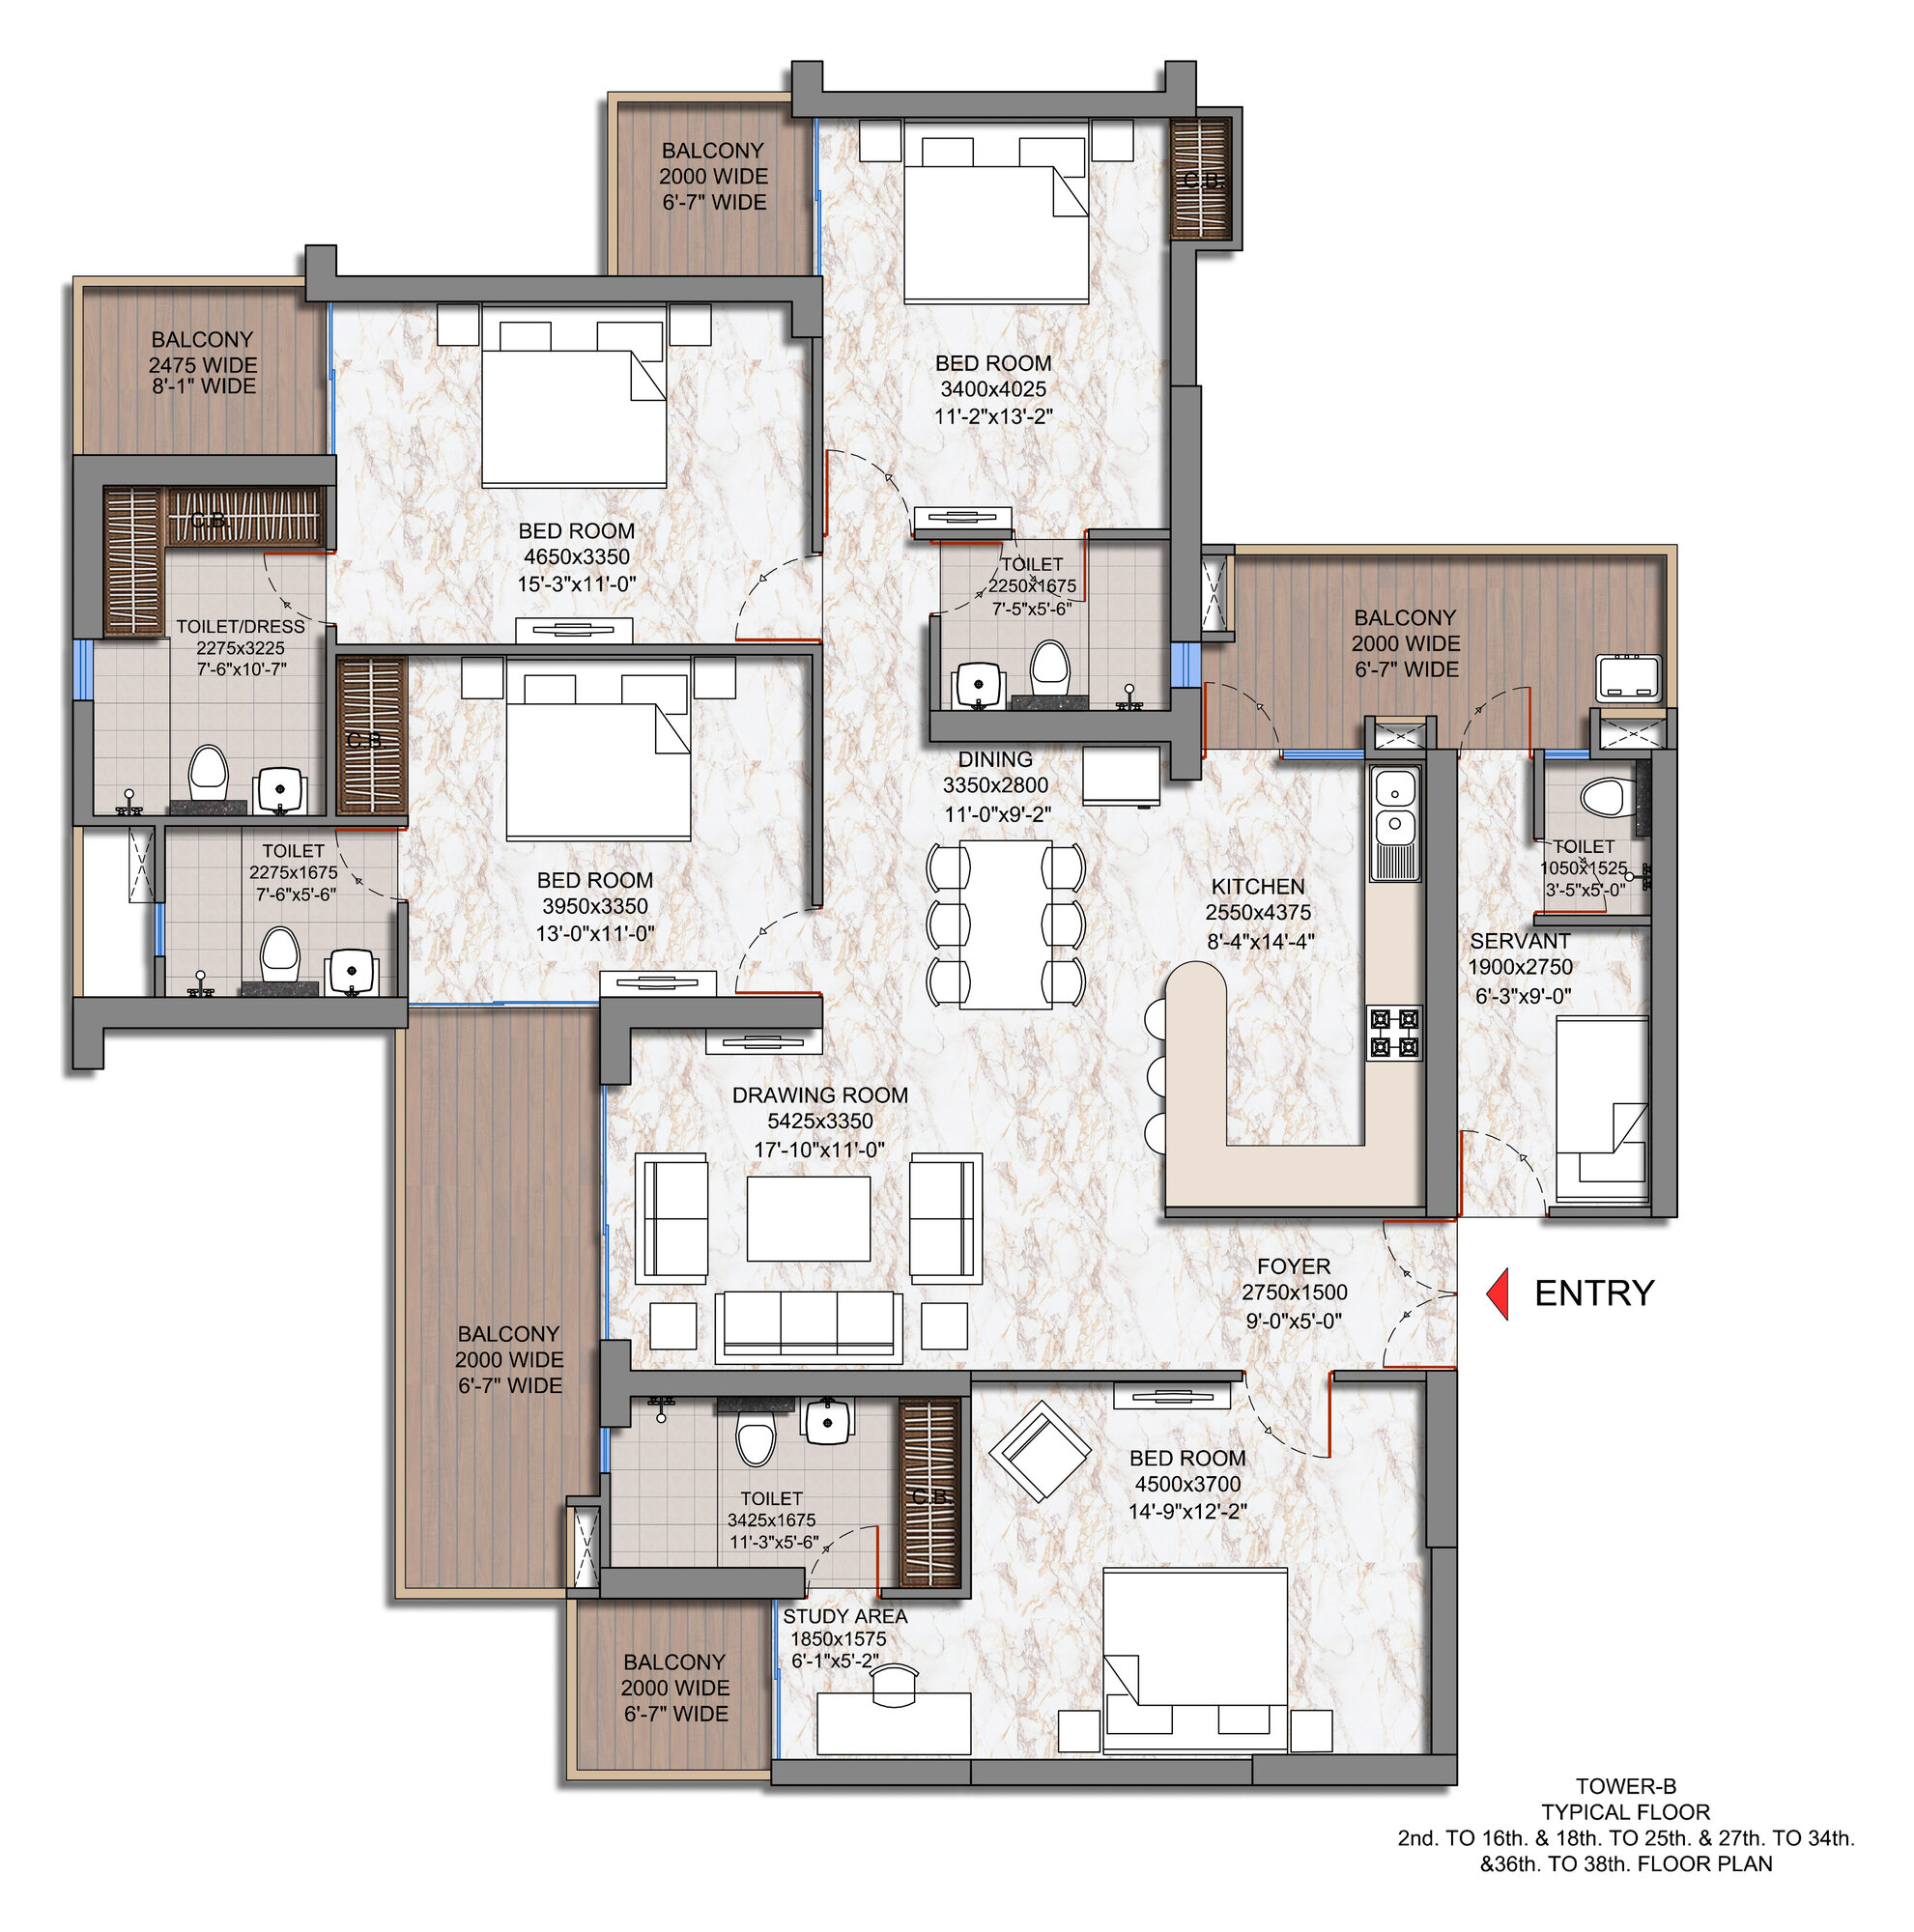 BALCONY
2000 WIDE
6'-7" WIDE
C.B.
BALCONY
2475 WIDE
8'-1" WIDE
BED ROOM
3400x4025
11'-2"x13'-2"
C.B.
BED ROOM
4650x3350
15'-3"x11'-0"
TOILET
2250x1675
7'-5"x5'-6"
TOILET/DRESS
2275x3225
7'-6"x10'-7"
BALCONY
2000 WIDE
6'-7" WIDE
C.B.
DINING
3350x2800
11'-0"x9'-2"
TOILET
2275x1675
7'-6"x5'-6"
BED ROOM
3950x3350
13'-0"x11'-0"
KITCHEN
2550x4375
8'-4"x14'-4"
TOILET
1050x1525
3'-5"x5'-0"
SERVANT
1900x2750
6'-3"x9'-0"
DRAWING ROOM
5425x3350
17'-10"x11'-0"
FOYER
2750x1500
9'-0"x5'-0"
ENTRY
BALCONY
2000 WIDE
6'-7" WIDE
TOILET
3425x1675
11'-3"x5'-6"
C.B.
BED ROOM
4500x3700
14'-9"x12'-2"
STUDY AREA
1850x1575
6'-1"x5'-2"
BALCONY
2000 WIDE
6'-7" WIDE
TOWER-B
TYPICAL FLOOR
2nd. TO 16th. & 18th. TO 25th. & 27th. TO 34th.
&36th. TO 38th. FLOOR PLAN